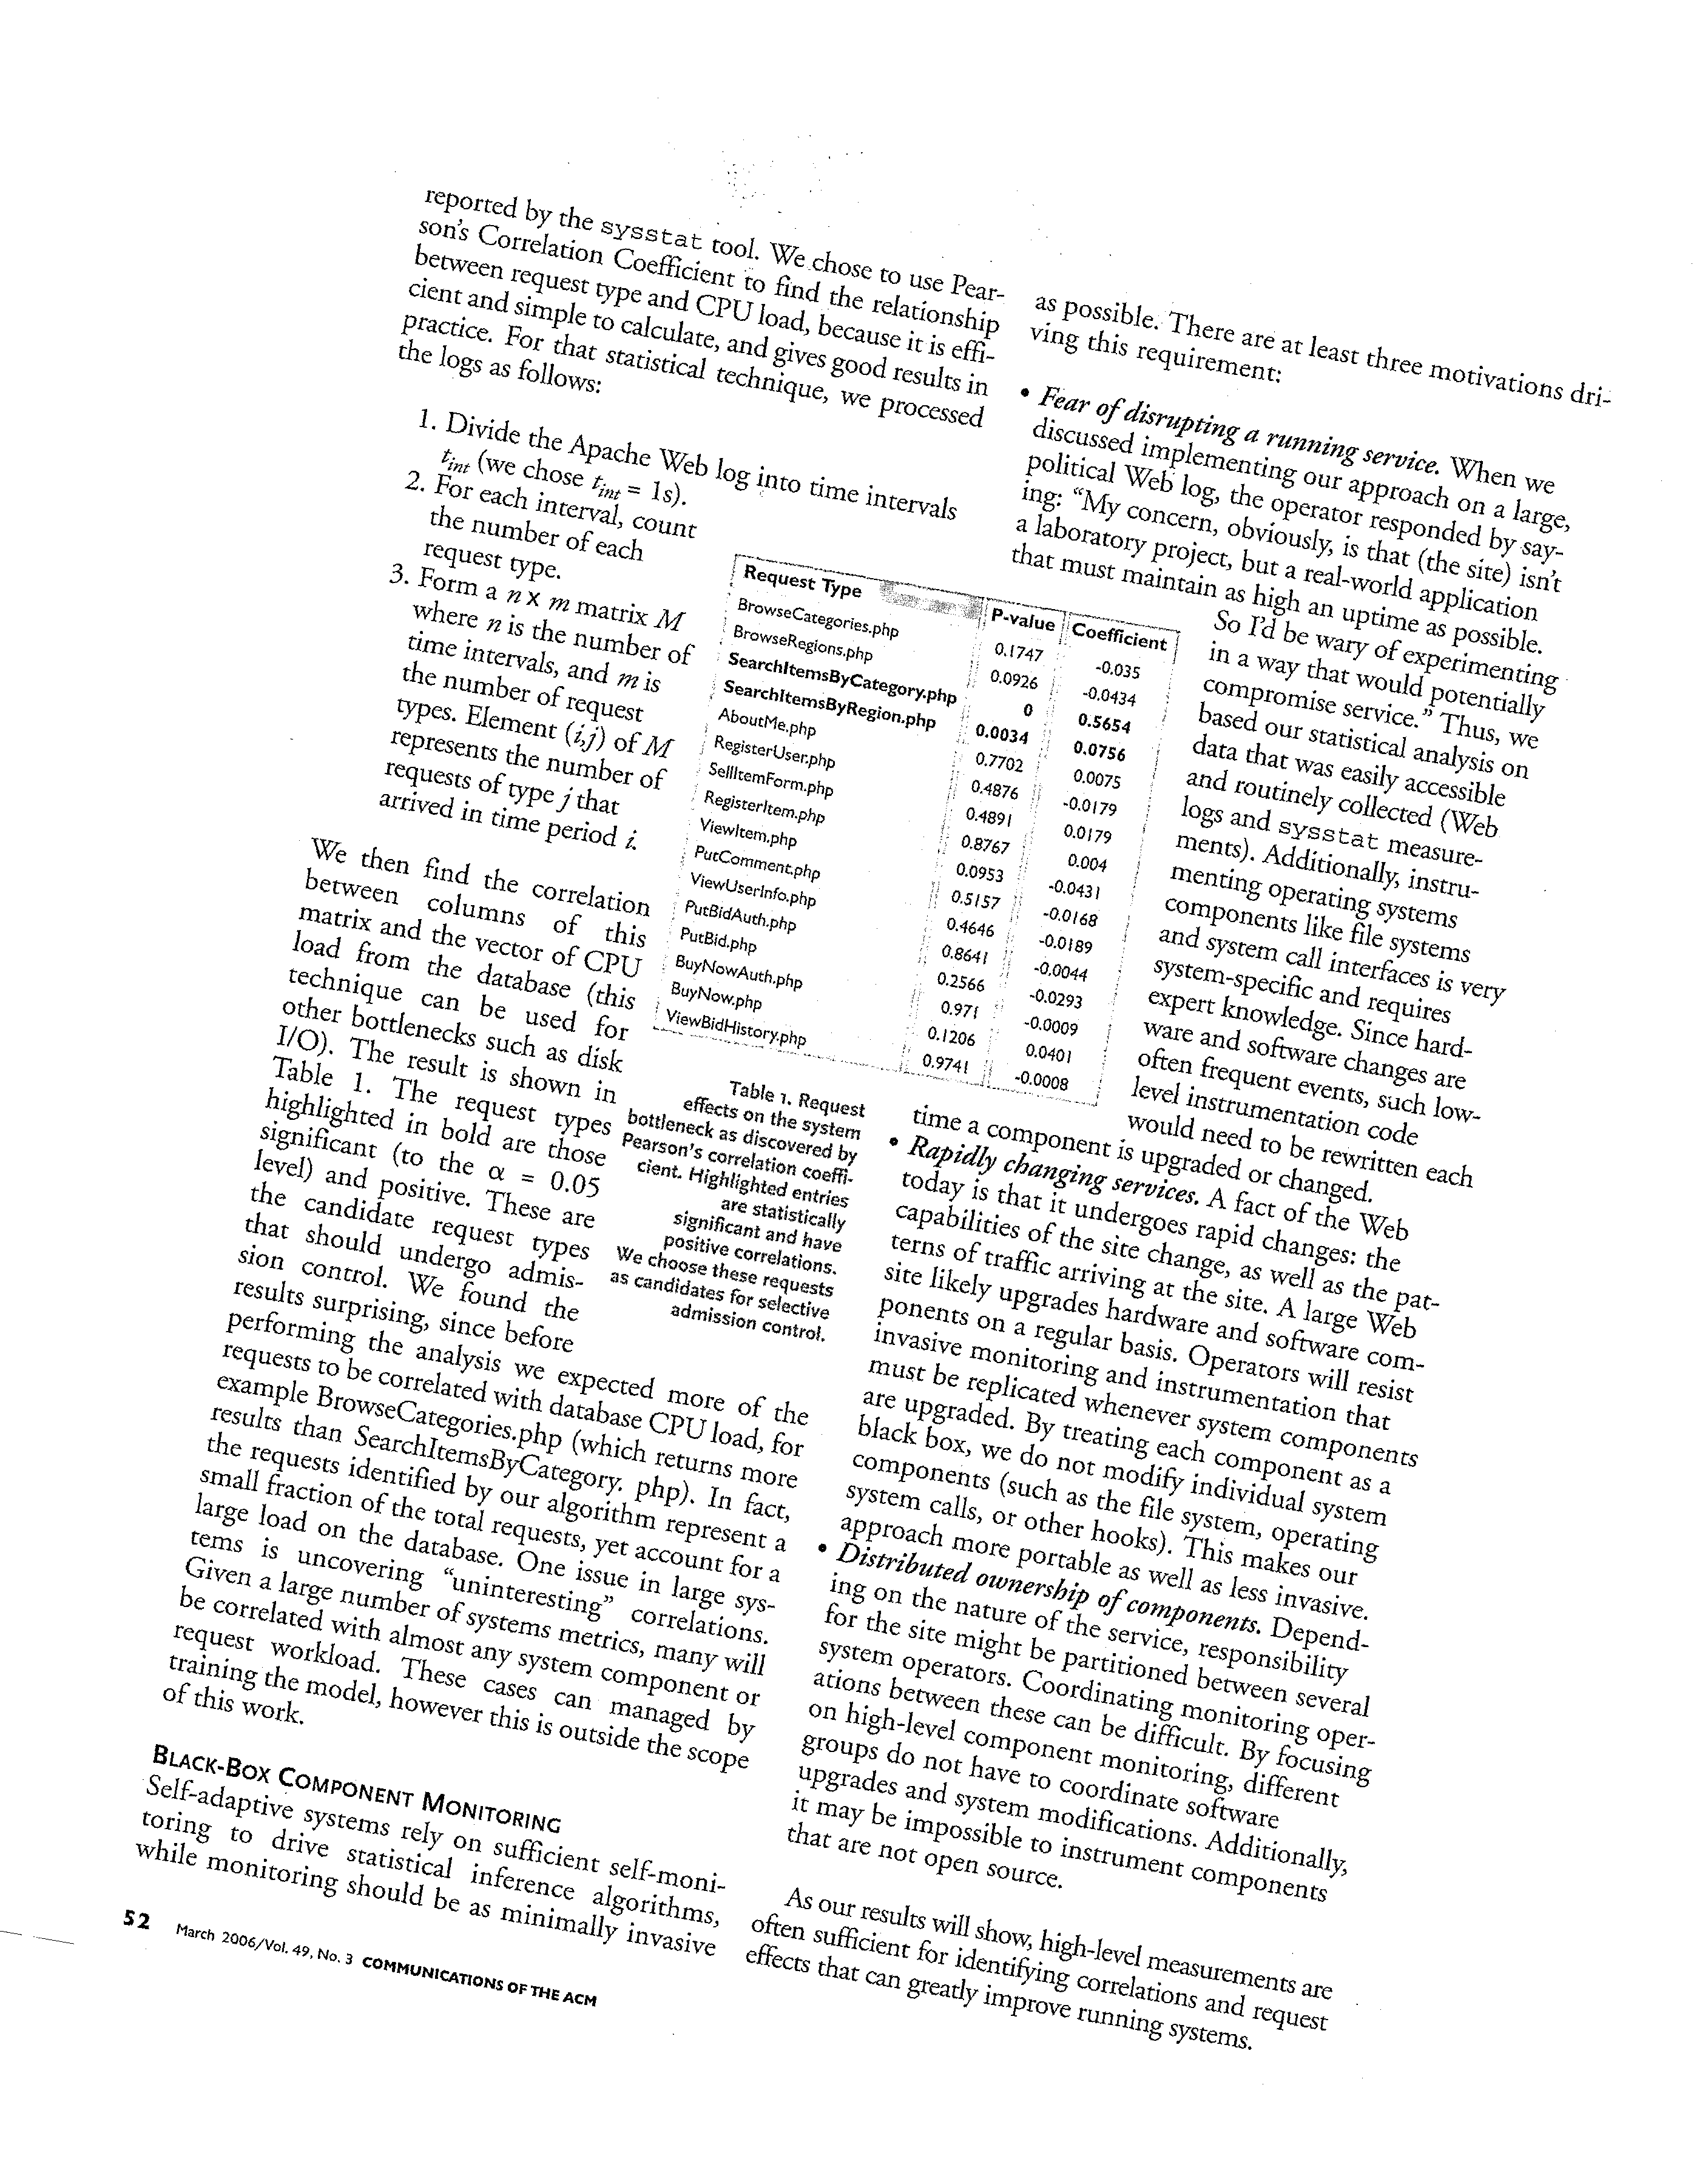 reported by the sysstat tool. We chose to use Pear-
son's Correlation Coefficient to find the relationship
between request type and CPU load, because it is effi-
cient and simple to calculate, and gives good results in
practice. For that statistical technique, we processed
the logs as follows:
1. Divide the Apache Web log into time intervals
tint (we chose tint = 1s).
2. For each interval, count
the number of each
request type.
3. Form a n x m matrix M
where n is the number of
time intervals, and m is
the number of request
types. Element (i,j) of M
represents the number of
requests of type j that
arrived in time period i.
We then find the correlation
between columns of this
matrix and the vector of CPU
load from the database (this
technique can be used for
other bottlenecks such as disk
I/O). The result is shown in
Table 1. The request types
highlighted in bold are those
significant (to the α = 0.05
level) and positive. These are
the candidate request types
that should undergo admis-
sion control. We found the
results surprising, since before
performing the analysis we expected more of the
requests to be correlated with database CPU load, for
example BrowseCategories.php (which returns more
results than SearchItemsByCategory. php). In fact,
the requests identified by our algorithm represent a
small fraction of the total requests, yet account for a
large load on the database. One issue in large sys-
tems is uncovering "uninteresting" correlations.
Given a large number of systems metrics, many will
be correlated with almost any system component or
request workload. These cases can managed by
training the model, however this is outside the scope
of this work.
BLACK-BOX COMPONENT MONITORING
Self-adaptive systems rely on sufficient self-moni-
toring to drive statistical inference algorithms,
while monitoring should be as minimally invasive
Request Type P-value Coefficient
BrowseCategories.php 0.1747 -0.035
BrowseRegions.php 0.0926 -0.0434
SearchItemsByCategory.php 0 0.5654
SearchItemsByRegion.php 0.0034 0.0756
AboutMe.php 0.7702 0.0075
RegisterUser.php 0.4876 -0.0179
SellItemForm.php 0.4891 0.0179
RegisterItem.php 0.8767 0.004
ViewItem.php 0.0953 -0.0431
PutComment.php 0.5157 -0.0168
ViewUserInfo.php 0.4646 -0.0189
PutBidAuth.php 0.8641 -0.0044
PutBid.php 0.2566 -0.0293
BuyNowAuth.php 0.971 -0.0009
BuyNow.php 0.1206 0.0401
ViewBidHistory.php 0.9741 -0.0008
Table 1. Request
effects on the system
bottleneck as discovered by
Pearson's correlation coeffi-
cient. Highlighted entries
are statistically
significant and have
positive correlations.
We choose these requests
as candidates for selective
admission control.
as possible. There are at least three motivations dri-
ving this requirement:
• Fear of disrupting a running service. When we
discussed implementing our approach on a large,
political Web log, the operator responded by say-
ing: "My concern, obviously, is that (the site) isn't
a laboratory project, but a real-world application
that must maintain as high an uptime as possible.
So I'd be wary of experimenting
in a way that would potentially
compromise service." Thus, we
based our statistical analysis on
data that was easily accessible
and routinely collected (Web
logs and sysstat measure-
ments). Additionally, instru-
menting operating systems
components like file systems
and system call interfaces is very
system-specific and requires
expert knowledge. Since hard-
ware and software changes are
often frequent events, such low-
level instrumentation code
would need to be rewritten each
time a component is upgraded or changed.
• Rapidly changing services. A fact of the Web
today is that it undergoes rapid changes: the
capabilities of the site change, as well as the pat-
terns of traffic arriving at the site. A large Web
site likely upgrades hardware and software com-
ponents on a regular basis. Operators will resist
invasive monitoring and instrumentation that
must be replicated whenever system components
are upgraded. By treating each component as a
black box, we do not modify individual system
components (such as the file system, operating
system calls, or other hooks). This makes our
approach more portable as well as less invasive.
• Distributed ownership of components. Depend-
ing on the nature of the service, responsibility
for the site might be partitioned between several
system operators. Coordinating monitoring oper-
ations between these can be difficult. By focusing
on high-level component monitoring, different
groups do not have to coordinate software
upgrades and system modifications. Additionally,
it may be impossible to instrument components
that are not open source.
As our results will show, high-level measurements are
often sufficient for identifying correlations and request
effects that can greatly improve running systems.
52 March 2006/Vol. 49, No. 3 COMMUNICATIONS OF THE ACM